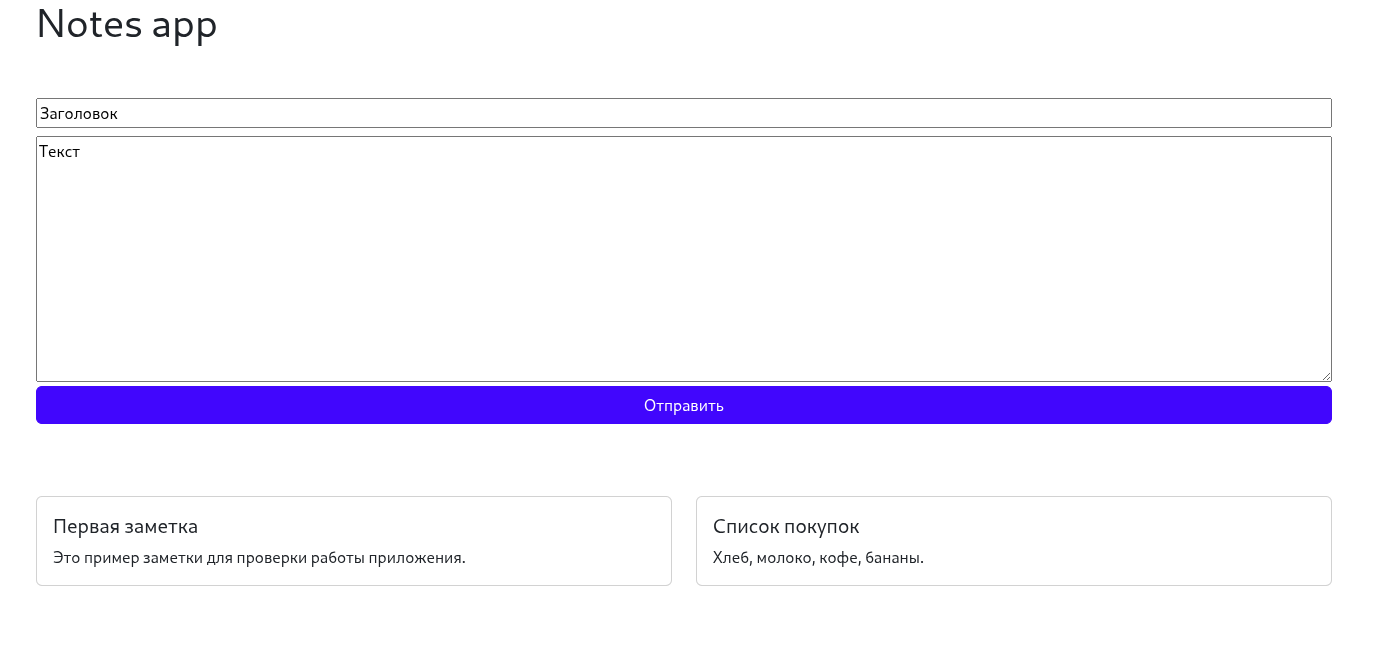 Notes app
Заголовок
Текст
Отправить
Первая заметка
Это пример заметки для проверки работы приложения.
Список покупок
Хлеб, молоко, кофе, бананы.